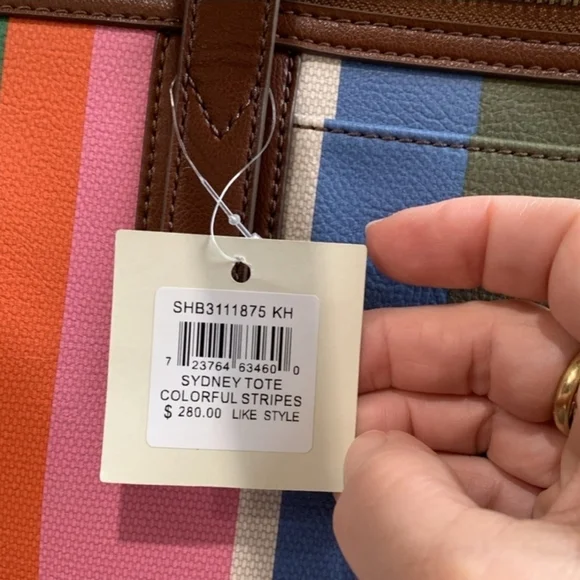 SHB3111875 KH
7 23764 63460 0
SYDNEY TOTE
COLORFUL STRIPES
$ 280.00 LIKE STYLE